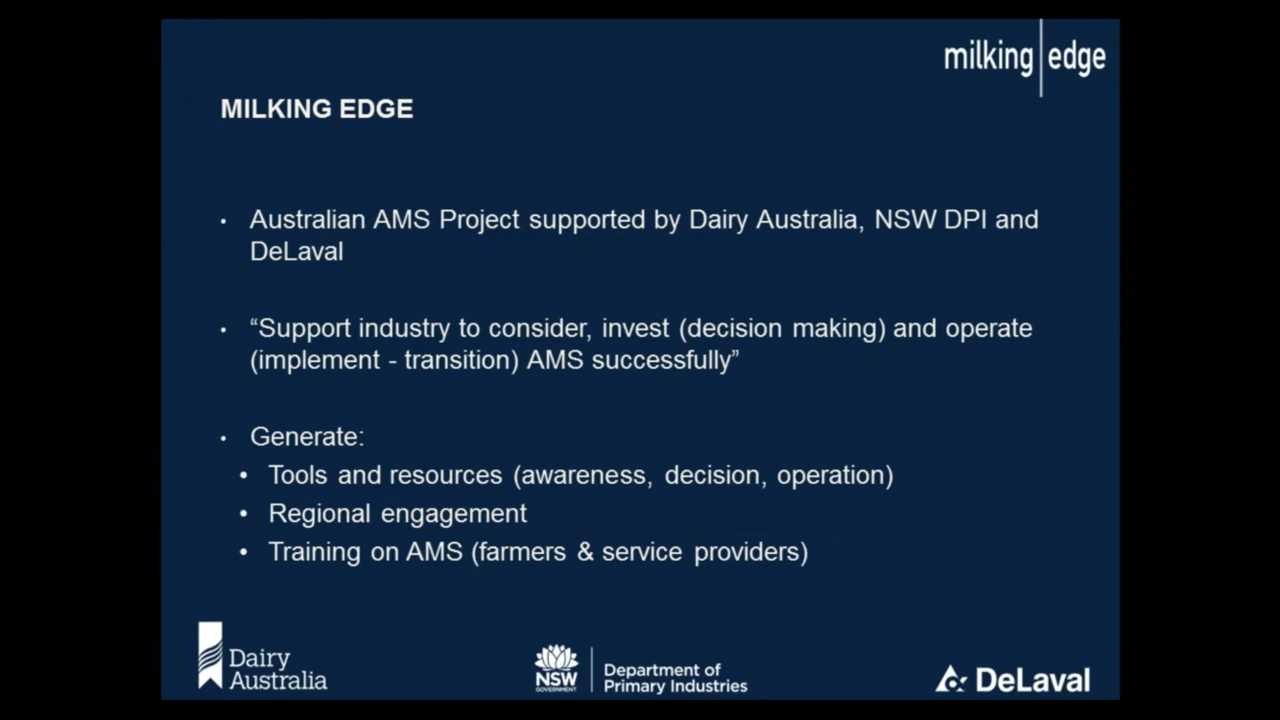 milking edge
MILKING EDGE
• Australian AMS Project supported by Dairy Australia, NSW DPI and
DeLaval
• “Support industry to consider, invest (decision making) and operate
(implement - transition) AMS successfully”
• Generate:
• Tools and resources (awareness, decision, operation)
• Regional engagement
• Training on AMS (farmers & service providers)
Dairy
Australia
NSW
GOVERNMENT
Department of
Primary Industries
DeLaval